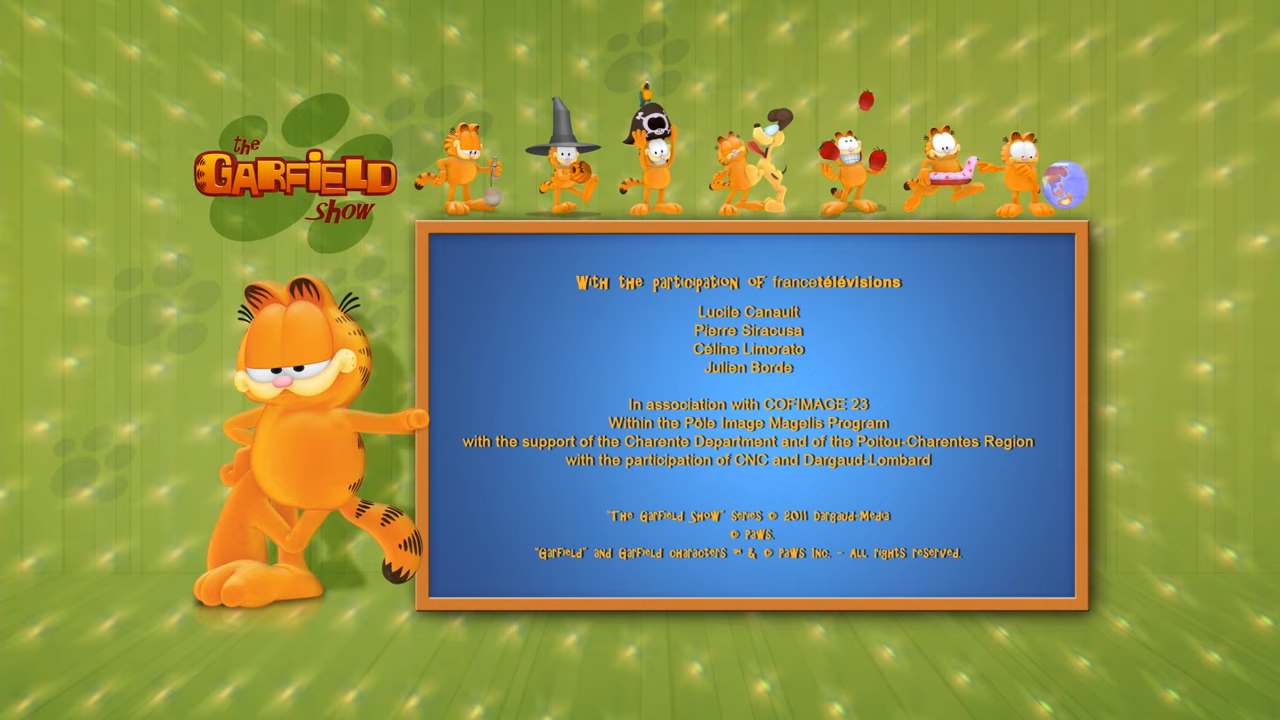 the
GARFIELD
show
With the participation of francetélévisions
Lucile Canault
Pierre Siracusa
Céline Limorato
Julien Borde
In association with COFIMAGE 23
Within the Pôle Image Magelis Program
with the support of the Charente Department and of the Poitou-Charentes Region
with the participation of CNC and Dargaud-Lombard
"The Garfield Show" Series © 2011 Dargaud-Media
© PAWS.
"Garfield" and Garfield characters ™ & © PAWS Inc. - All rights reserved.